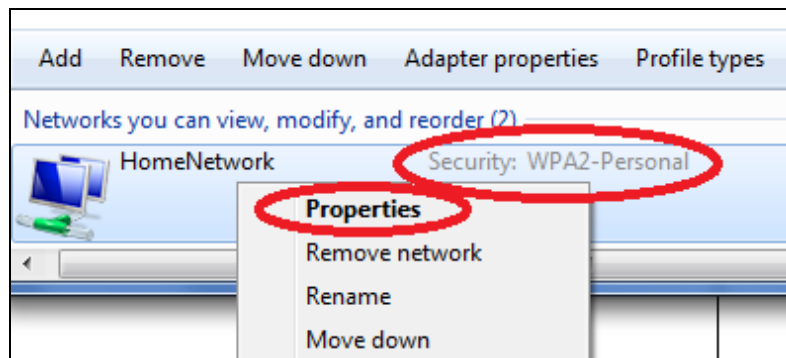 Add Remove Move down Adapter properties Profile types
Networks you can view, modify, and reorder (2)
HomeNetwork Security: WPA2-Personal
Properties
Remove network
Rename
Move down